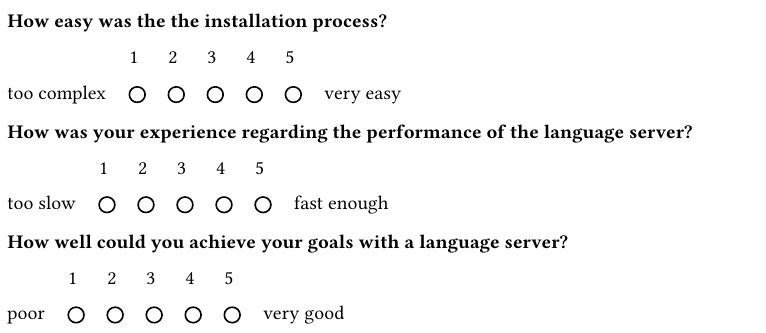 How easy was the the installation process?
1 2 3 4 5
too complex ○ ○ ○ ○ ○ very easy
How was your experience regarding the performance of the language server?
1 2 3 4 5
too slow ○ ○ ○ ○ ○ fast enough
How well could you achieve your goals with a language server?
1 2 3 4 5
poor ○ ○ ○ ○ ○ very good